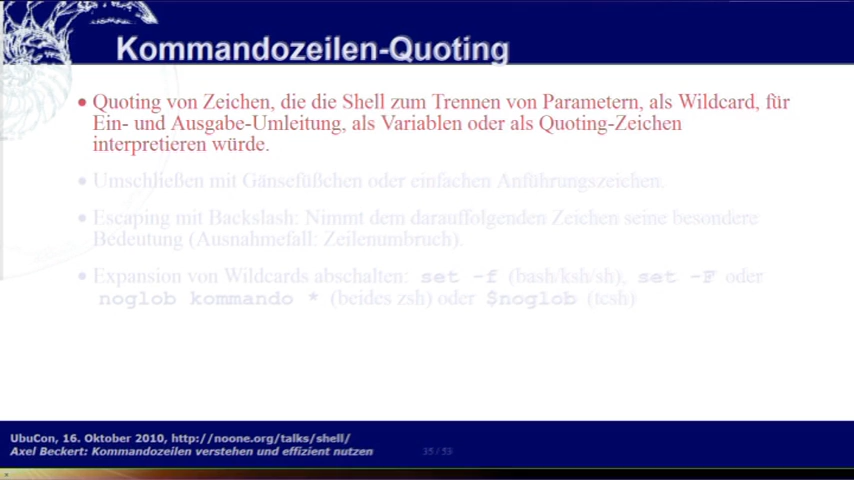 Kommandozeilen-Quoting
• Quoting von Zeichen, die die Shell zum Trennen von Parametern, als Wildcard, für
Ein- und Ausgabe-Umleitung, als Variablen oder als Quoting-Zeichen
interpretieren würde.
• Umschließen mit Gänsefüßchen oder einfachen Anführungszeichen.
• Escaping mit Backslash: Nimmt dem darauffolgenden Zeichen seine besondere
Bedeutung (Ausnahmefall: Zeilenumbruch).
• Expansion von Wildcards abschalten: set -f (bash/ksh/sh), set -F oder
noglob kommando * (beides zsh) oder $noglob (tcsh)
UbuCon, 16. Oktober 2010, http://noone.org/talks/shell/
Axel Beckert: Kommandozeilen verstehen und effizient nutzen
35 / 53